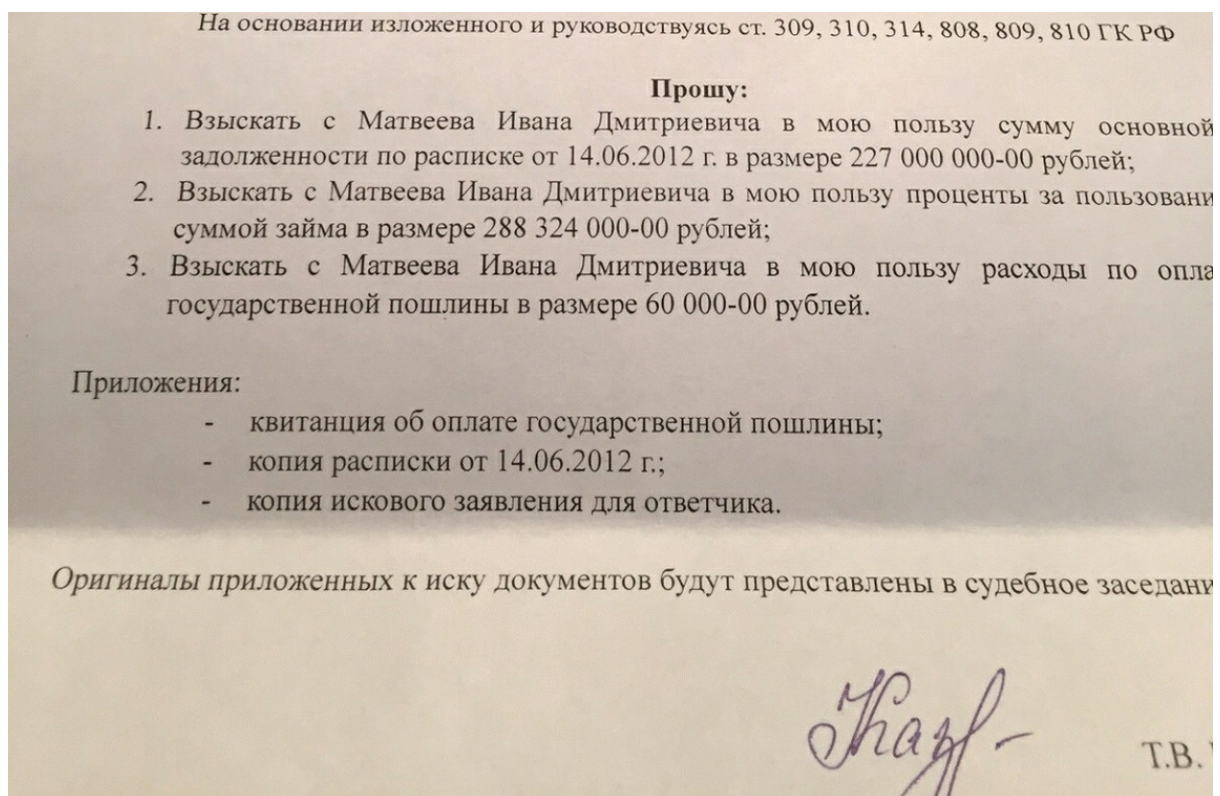 На основании изложенного и руководствуясь ст. 309, 310, 314, 808, 809, 810 ГК РФ
Прошу:
1. Взыскать с Матвеева Ивана Дмитриевича в мою пользу сумму основной
задолженности по расписке от 14.06.2012 г. в размере 227 000 000-00 рублей;
2. Взыскать с Матвеева Ивана Дмитриевича в мою пользу проценты за пользовани
суммой займа в размере 288 324 000-00 рублей;
3. Взыскать с Матвеева Ивана Дмитриевича в мою пользу расходы по опла
государственной пошлины в размере 60 000-00 рублей.
Приложения:
- квитанция об оплате государственной пошлины;
- копия расписки от 14.06.2012 г.;
- копия искового заявления для ответчика.
Оригиналы приложенных к иску документов будут представлены в судебное заседани
Т.В.